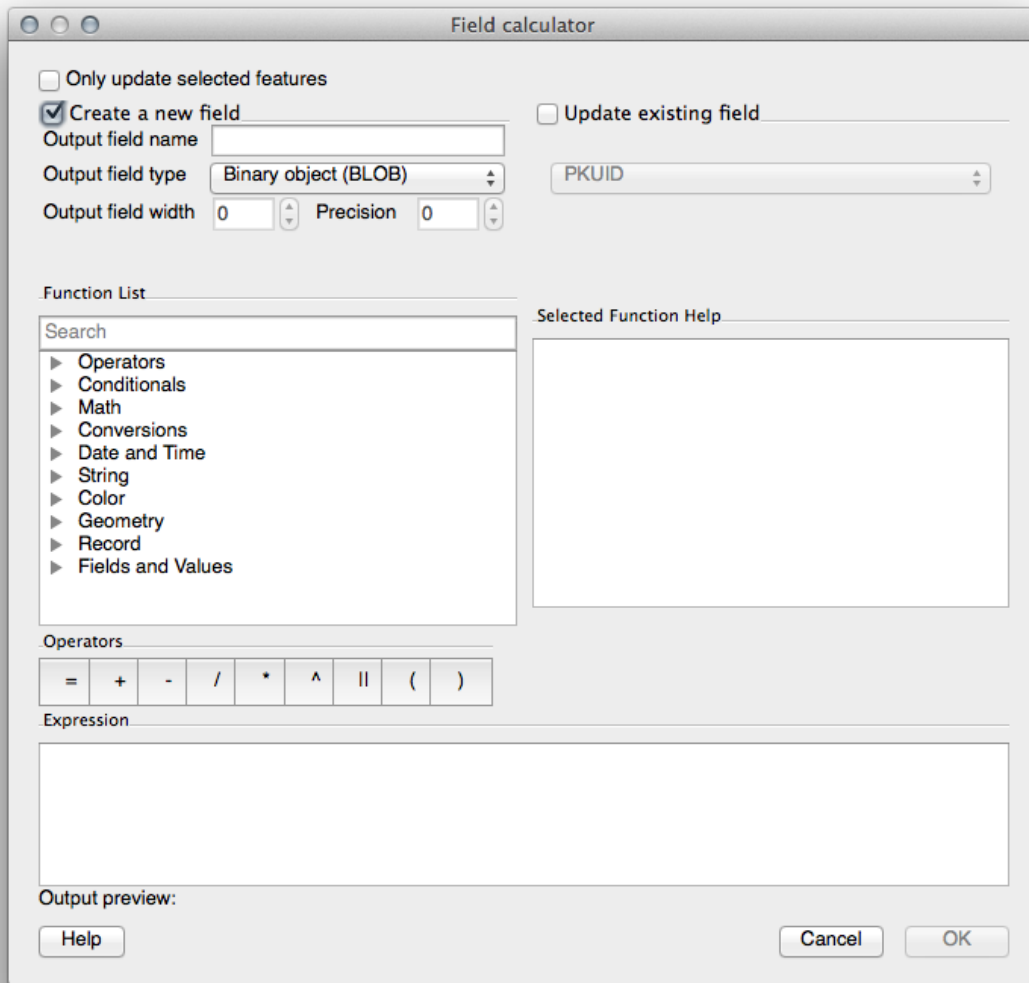 Field calculator
Only update selected features
Create a new field
Update existing field
Output field name
Output field type Binary object (BLOB)
PKUID
Output field width 0 Precision 0
Function List
Selected Function Help
Search
Operators
Conditionals
Math
Conversions
Date and Time
String
Color
Geometry
Record
Fields and Values
Operators
= + - / * ^ || ( )
Expression
Output preview:
Help Cancel OK